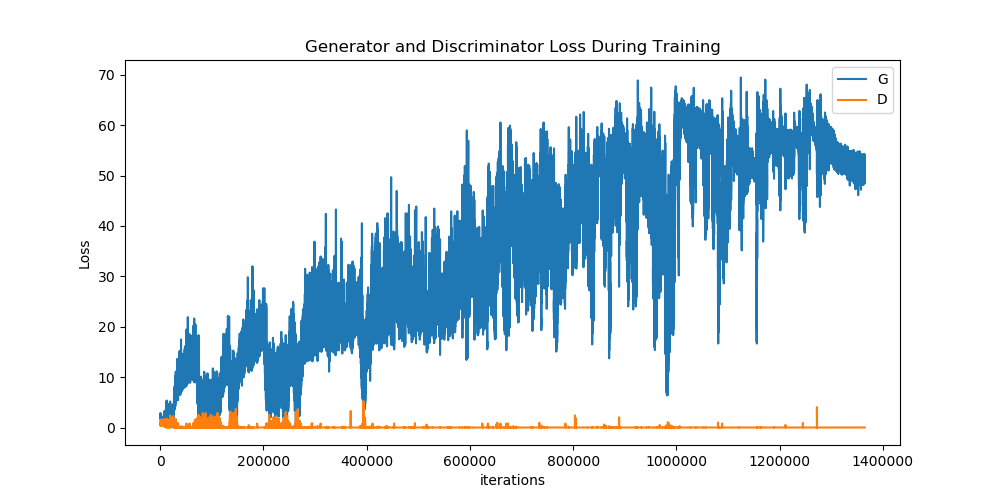 Generator and Discriminator Loss During Training
G
D
Loss
70
60
50
40
30
20
10
0
0 200000 400000 600000 800000 1000000 1200000 1400000
iterations